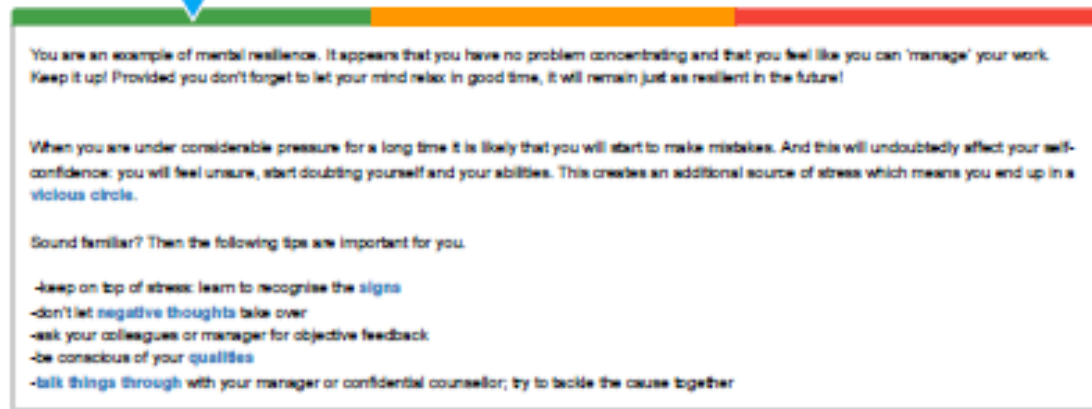 You are an example of mental resilience. It appears that you have no problem concentrating and that you feel like you can 'manage' your work.
Keep it up! Provided you don't forget to let your mind relax in good time, it will remain just as resilient in the future!
When you are under considerable pressure for a long time it is likely that you will start to make mistakes. And this will undoubtedly affect your self-
confidence: you will feel unsure, start doubting yourself and your abilities. This creates an additional source of stress which means you end up in a
vicious circle.
Sound familiar? Then the following tips are important for you.
-keep on top of stress: learn to recognise the signs
-don't let negative thoughts take over
-ask your colleagues or manager for objective feedback
-be conscious of your qualities
-talk things through with your manager or confidential counsellor; try to tackle the cause together